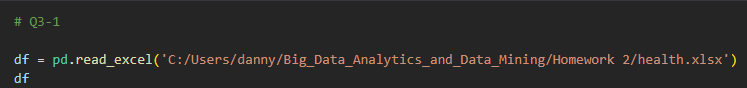 # Q3-1
df = pd.read_excel('C:/Users/danny/Big_Data_Analytics_and_Data_Mining/Homework 2/health.xlsx')
df